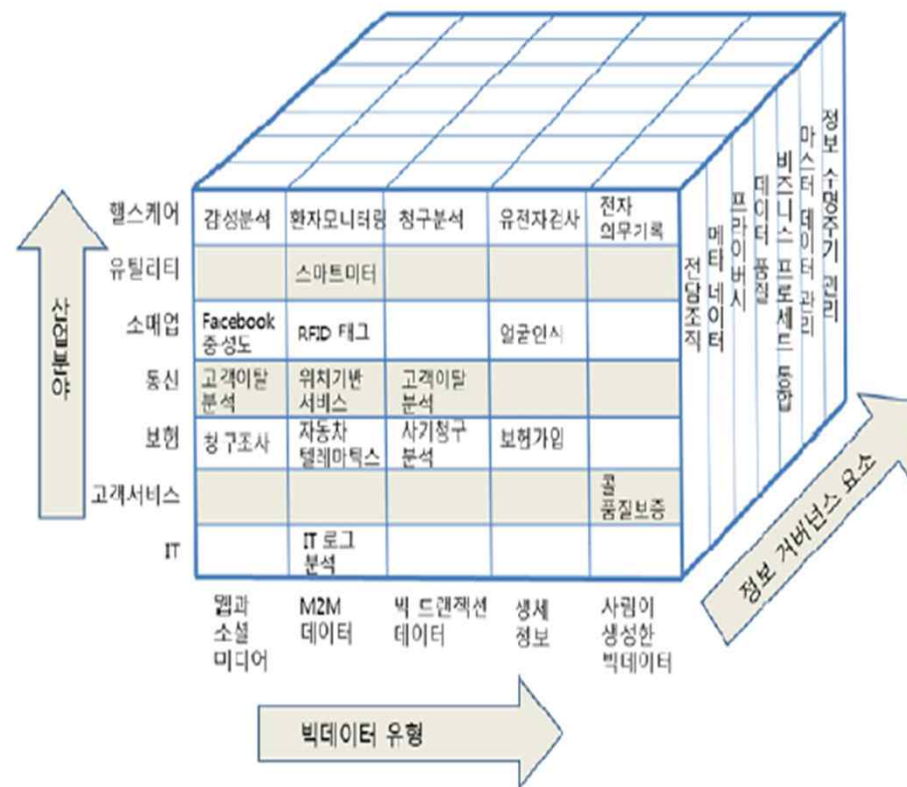 헬스케어
감성분석
환자모니터링
청구분석
유전자검사
전자
의무기록
유틸리티
스마트미터
소매업
Facebook
중성도
RFID 태그
얼굴인식
통신
고객이탈
분석
위치기반
서비스
고객이탈
분석
보험
청구조사
자동차
텔레마틱스
사기청구
분석
보험가입
고객서비스
콜
품질보증
IT
IT 로그
분석
산업분야
웹과
소셜
미디어
M2M
데이터
빅 트랜잭션
데이터
생체
정보
사람이
생성한
빅데이터
빅데이터 유형
전담조직
메타 데이터
프라이버시
데이터 품질
비즈니스 프로세드 통합
마스터 데이터 관리
정보 수명주기 관리
정보 거버넌스 요소